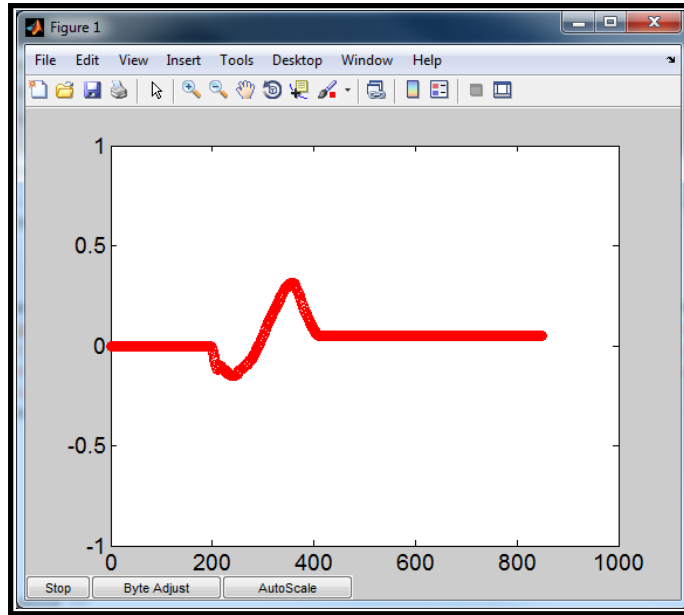 Figure 1
File Edit View Insert Tools Desktop Window Help
1
0.5
0
-0.5
-1
0 200 400 600 800 1000
Stop Byte Adjust AutoScale